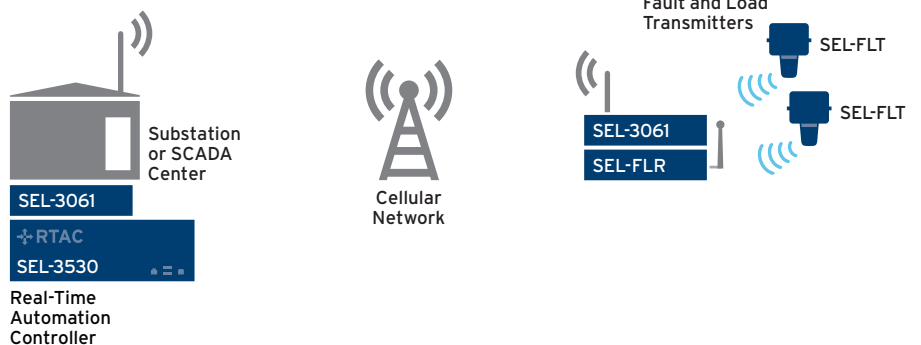 Fault and Load
Transmitters
SEL-FLT
SEL-FLT
SEL-3061
SEL-FLR
Substation
or SCADA
Center
Cellular
Network
SEL-3061
RTAC
SEL-3530
Real-Time
Automation
Controller